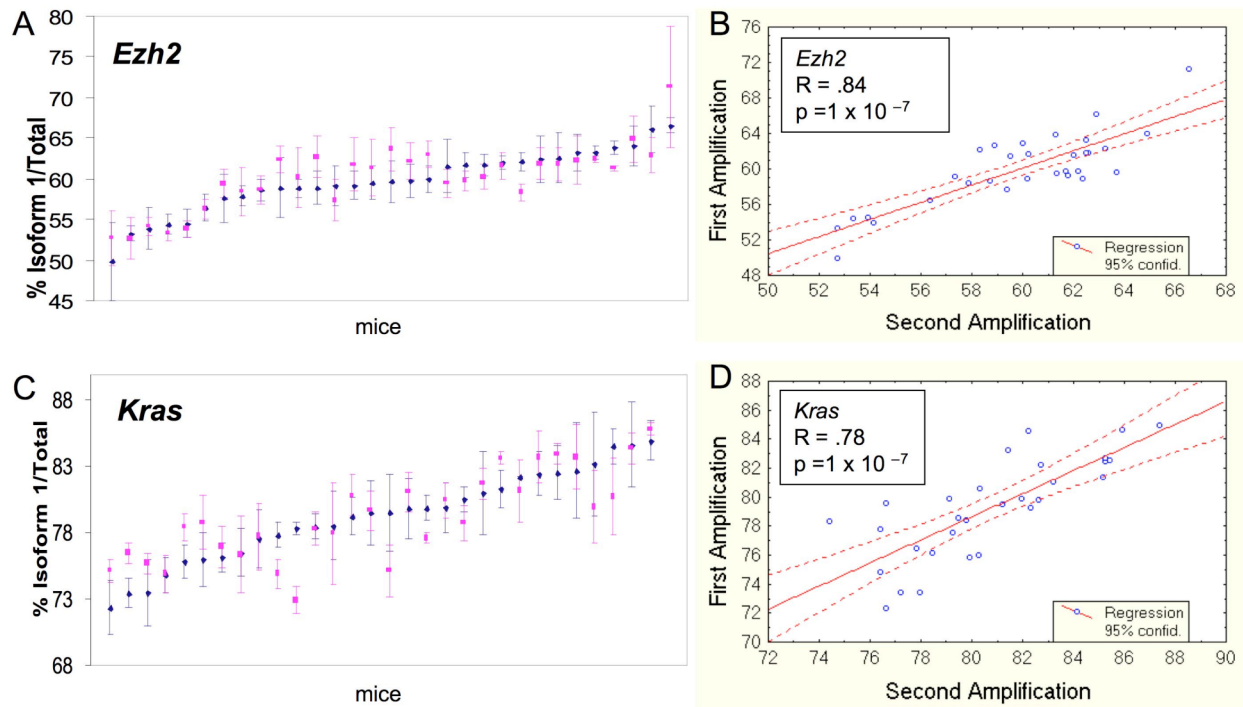 A
80
75
70
65
60
55
50
45
% Isoform 1/Total
Ezh2
mice
B
76
72
68
64
60
56
52
48
First Amplification
Ezh2
R = .84
p =1 x 10 −7
Regression
95% confid.
50 52 54 56 58 60 62 64 66 68
Second Amplification
C
88
83
78
73
68
% Isoform 1/Total
Kras
mice
D
88
86
84
82
80
78
76
74
72
70
First Amplification
Kras
R = .78
p =1 x 10 −7
Regression
95% confid.
72 74 76 78 80 82 84 86 88 90
Second Amplification